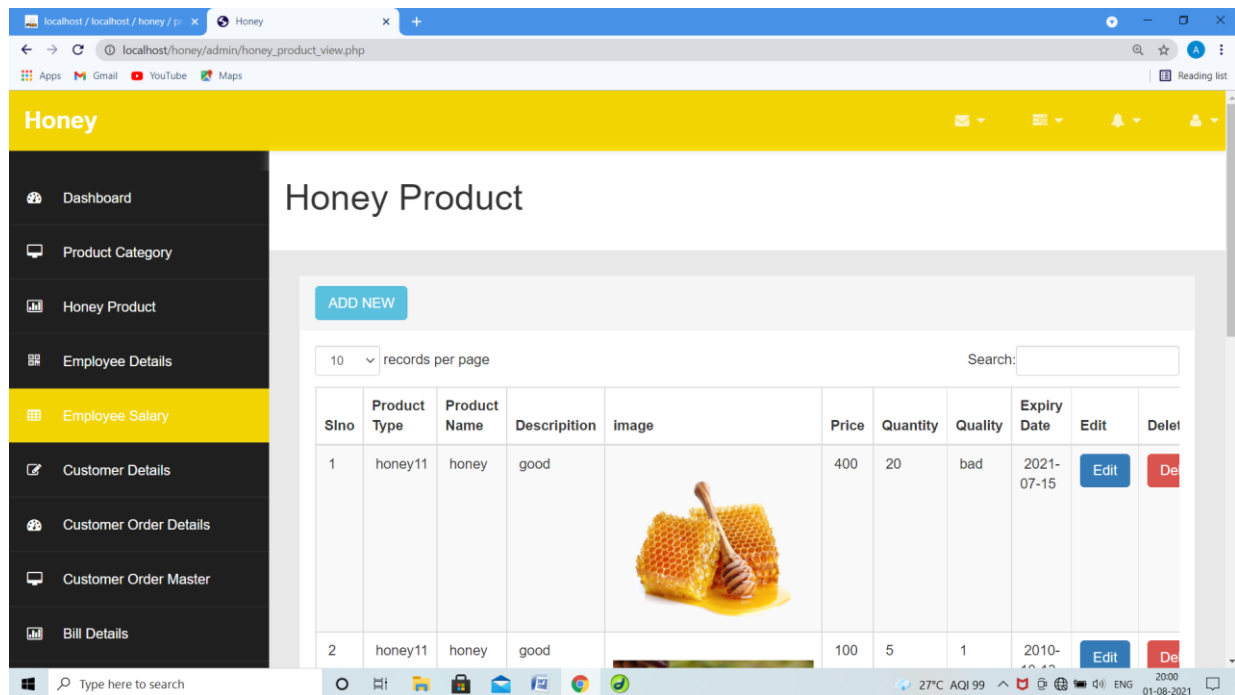 localhost / localhost / honey / pr
Honey
localhost/honey/admin/honey_product_view.php
A
Apps Gmail YouTube Maps
Reading list
Honey
Dashboard
Product Category
Honey Product
Employee Details
Employee Salary
Customer Details
Customer Order Details
Customer Order Master
Bill Details
Honey Product
ADD NEW
10 records per page
Search:
Slno Product Type Product Name Descripition image Price Quantity Quality Expiry Date Edit Delet
1 honey11 honey good 400 20 bad 2021-07-15 Edit De
2 honey11 honey good 100 5 1 2010- Edit De
Type here to search
27°C AQI 99
ENG
20:00
01-08-2021